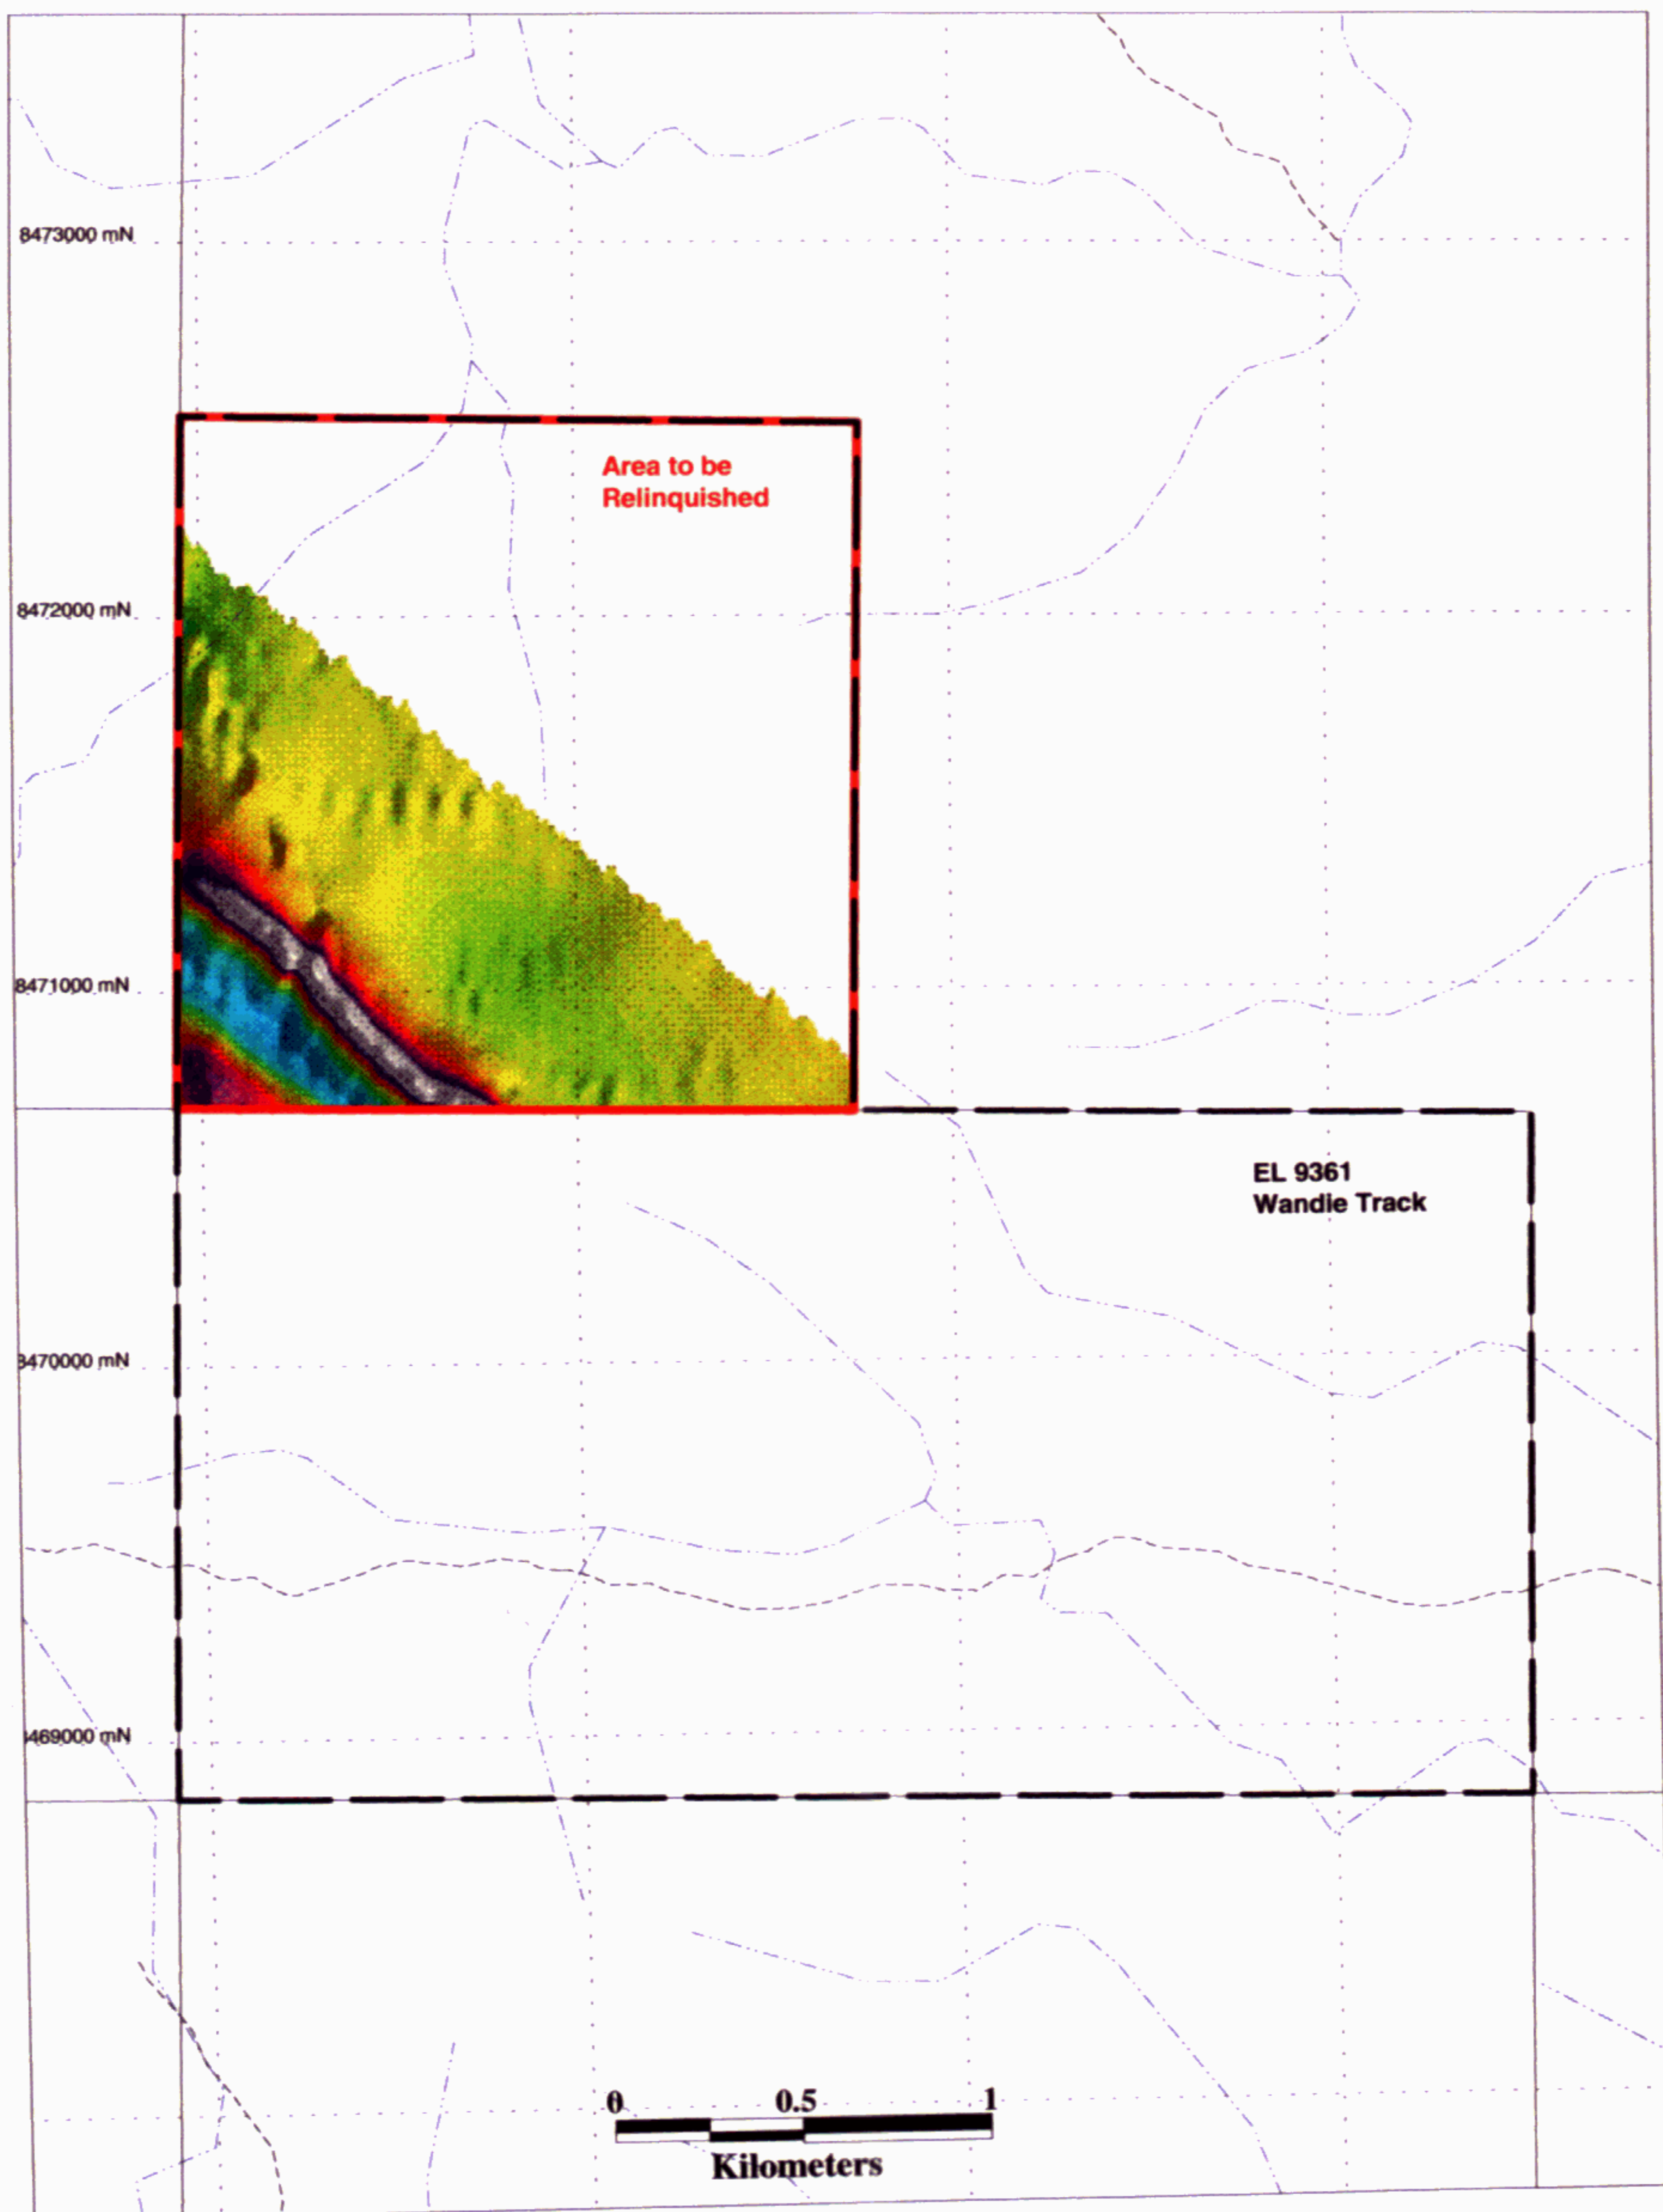 8473000 mN
Area to be
Relinquished
8472000 mN
8471000 mN
EL 9361
Wandie Track
8470000 mN
469000 mN
0 0.5 1
Kilometers